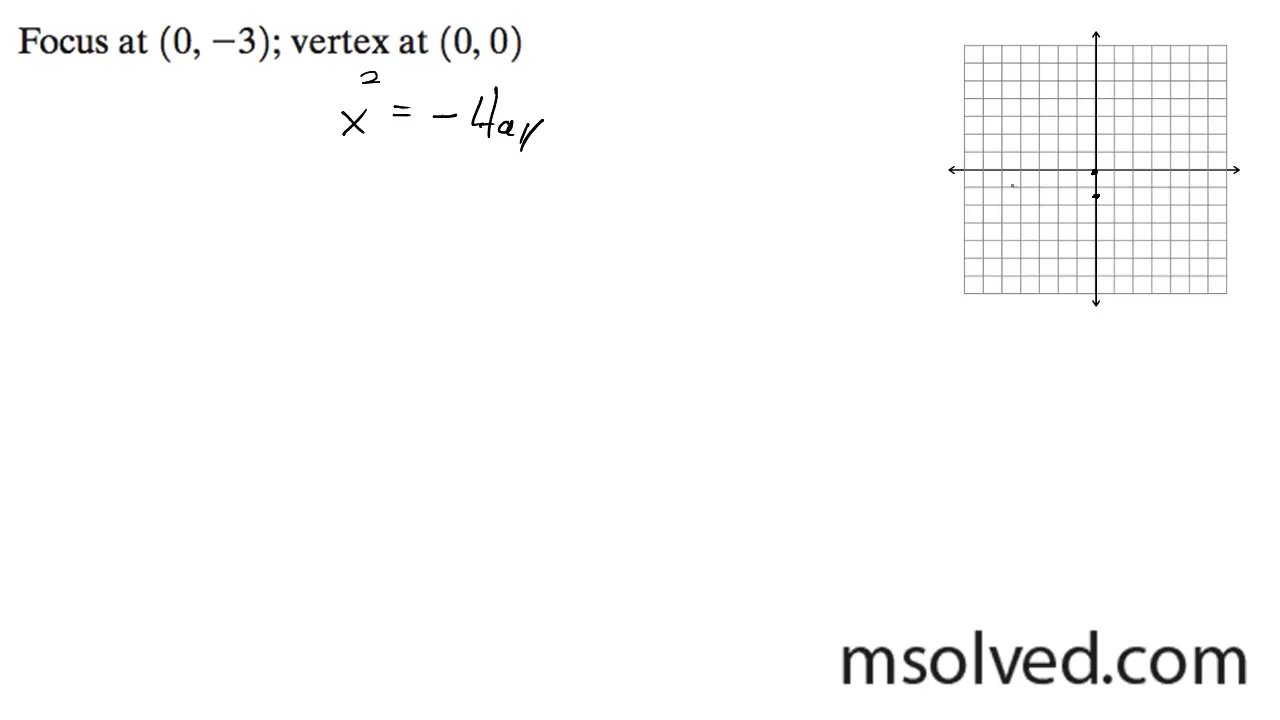 Focus at (0, −3); vertex at (0, 0)
x² = − 4ay
msolved.com